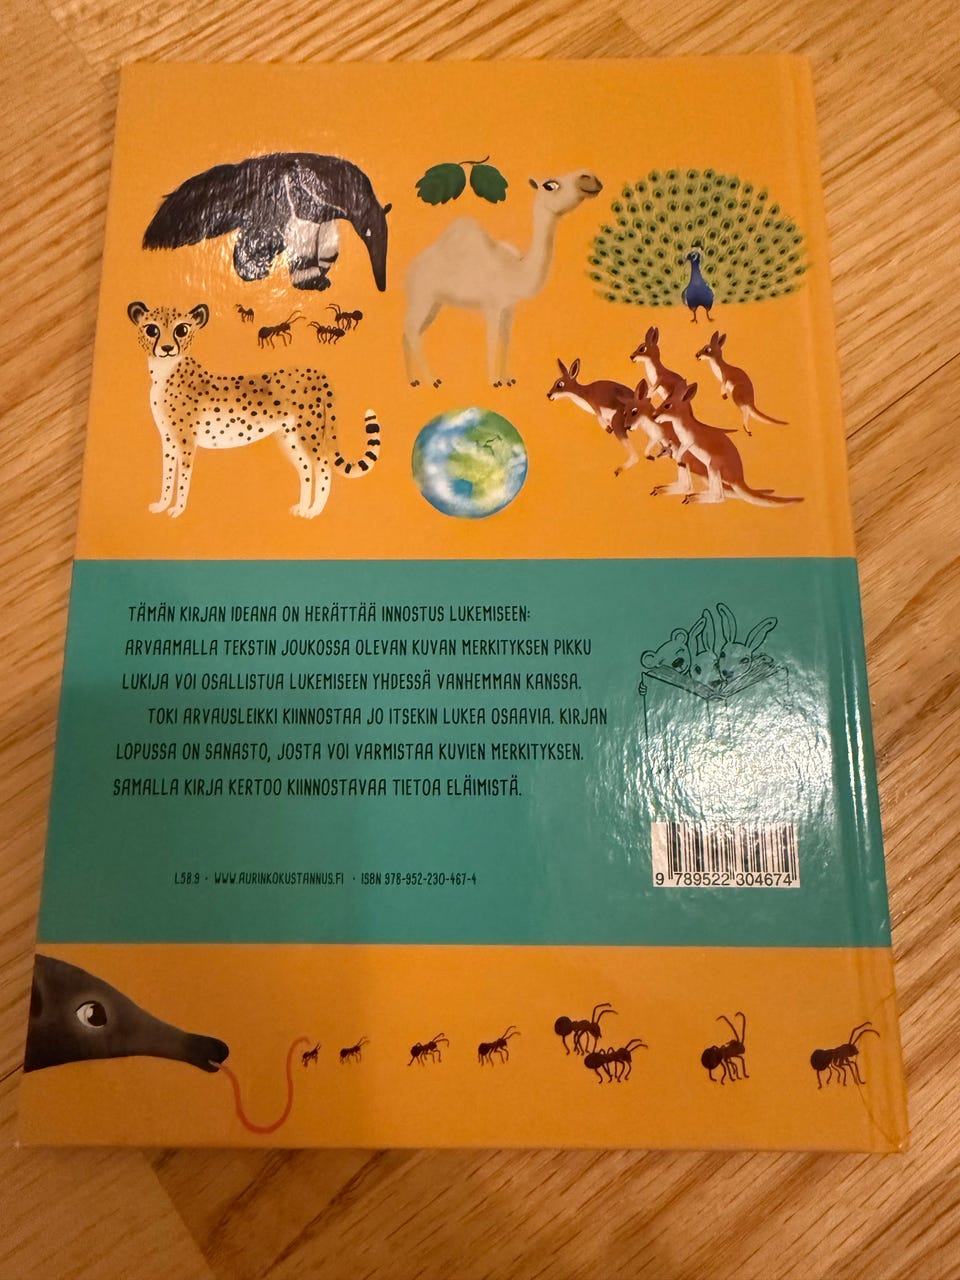 TÄMÄN KIRJAN IDEANA ON HERÄTTÄÄ INNOSTUS LUKEMISEEN:
ARVAAMALLA TEKSTIN JOUKOSSA OLEVAN KUVAN MERKITYKSEN PIKKU
LUKIJA VOI OSALLISTUA LUKEMISEEN YHDESSÄ VANHEMMAN KANSSA.
TOKI ARVAUSLEIKKI KIINNOSTAA JO ITSEKIN LUKEA OSAAVIA. KIRJAN
LOPUSSA ON SANASTO, JOSTA VOI VARMISTAA KUVIEN MERKITYKSEN.
SAMALLA KIRJA KERTOO KIINNOSTAVAA TIETOA ELÄIMISTÄ.
L58.9 · WWW.AURINKOKUSTANNUS.FI · ISBN 978-952-230-467-4
9 789522 304674